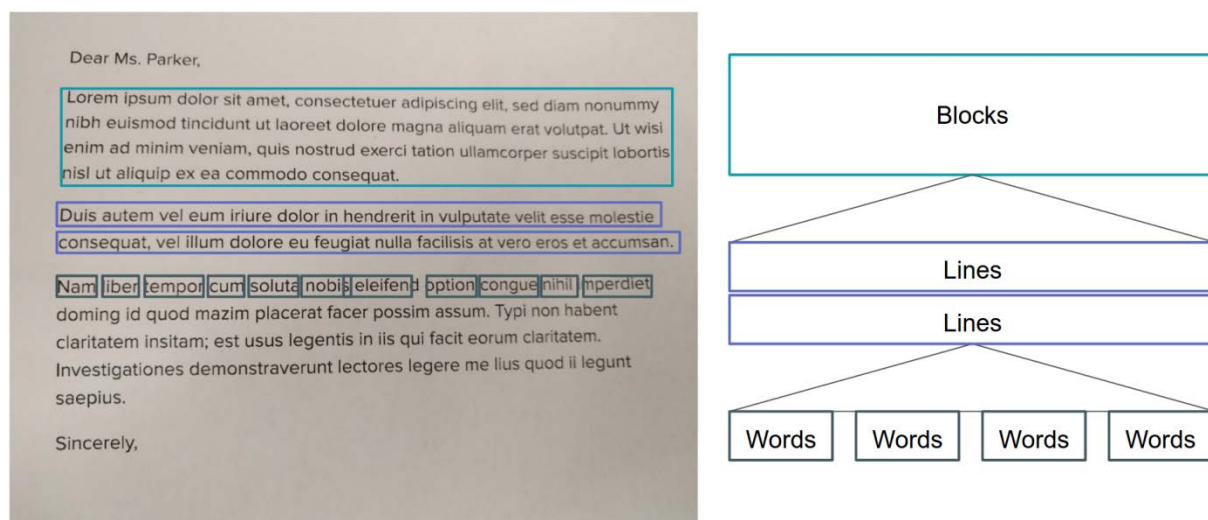 Dear Ms. Parker,
Lorem ipsum dolor sit amet, consectetuer adipiscing elit, sed diam nonummy
nibh euismod tincidunt ut laoreet dolore magna aliquam erat volutpat. Ut wisi
enim ad minim veniam, quis nostrud exerci tation ullamcorper suscipit lobortis
nisl ut aliquip ex ea commodo consequat.
Duis autem vel eum iriure dolor in hendrerit in vulputate velit esse molestie
consequat, vel illum dolore eu feugiat nulla facilisis at vero eros et accumsan.
Nam liber tempor cum soluta nobis eleifend option congue nihil imperdiet
doming id quod mazim placerat facer possim assum. Typi non habent
claritatem insitam; est usus legentis in iis qui facit eorum claritatem.
Investigationes demonstraverunt lectores legere me lius quod ii legunt
saepius.
Sincerely,
Blocks
Lines
Lines
Words Words Words Words